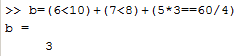 >> b=(6<10)+(7<8)+(5*3==60/4)
b =
3